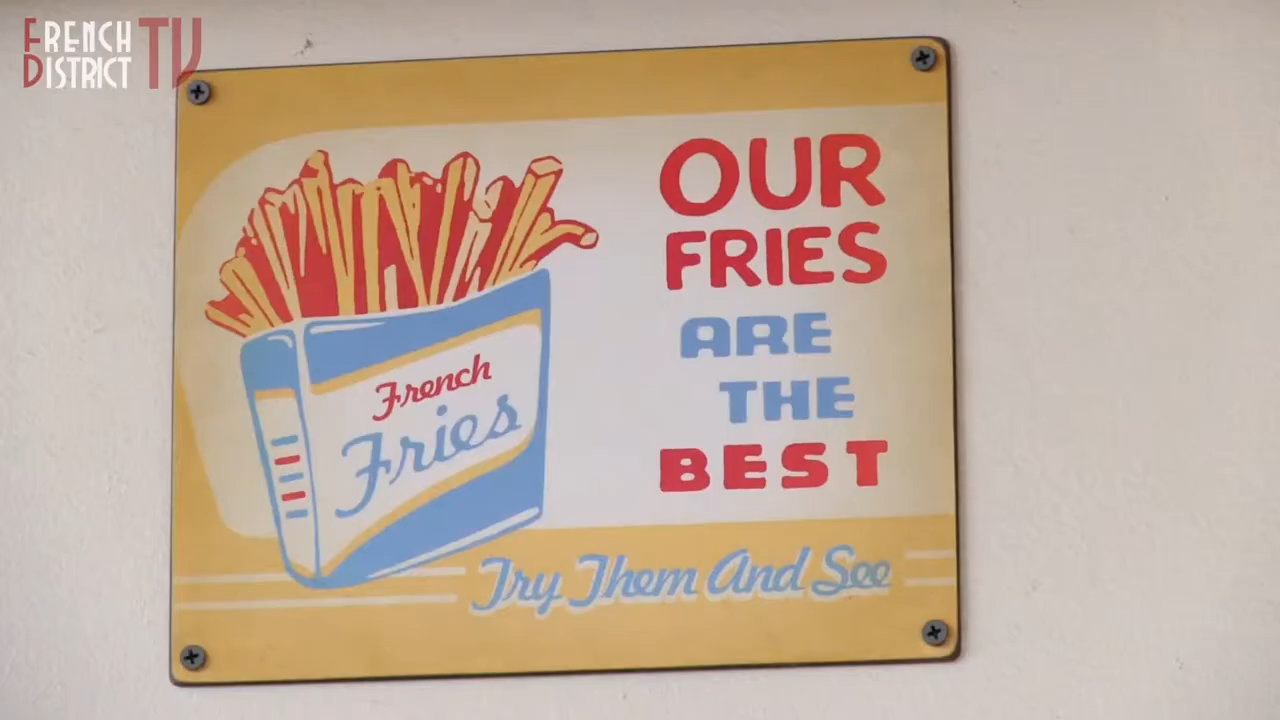 FRENCH
DISTRICT TV
OUR
FRIES
ARE
THE
BEST
French
Fries
Try Them And See